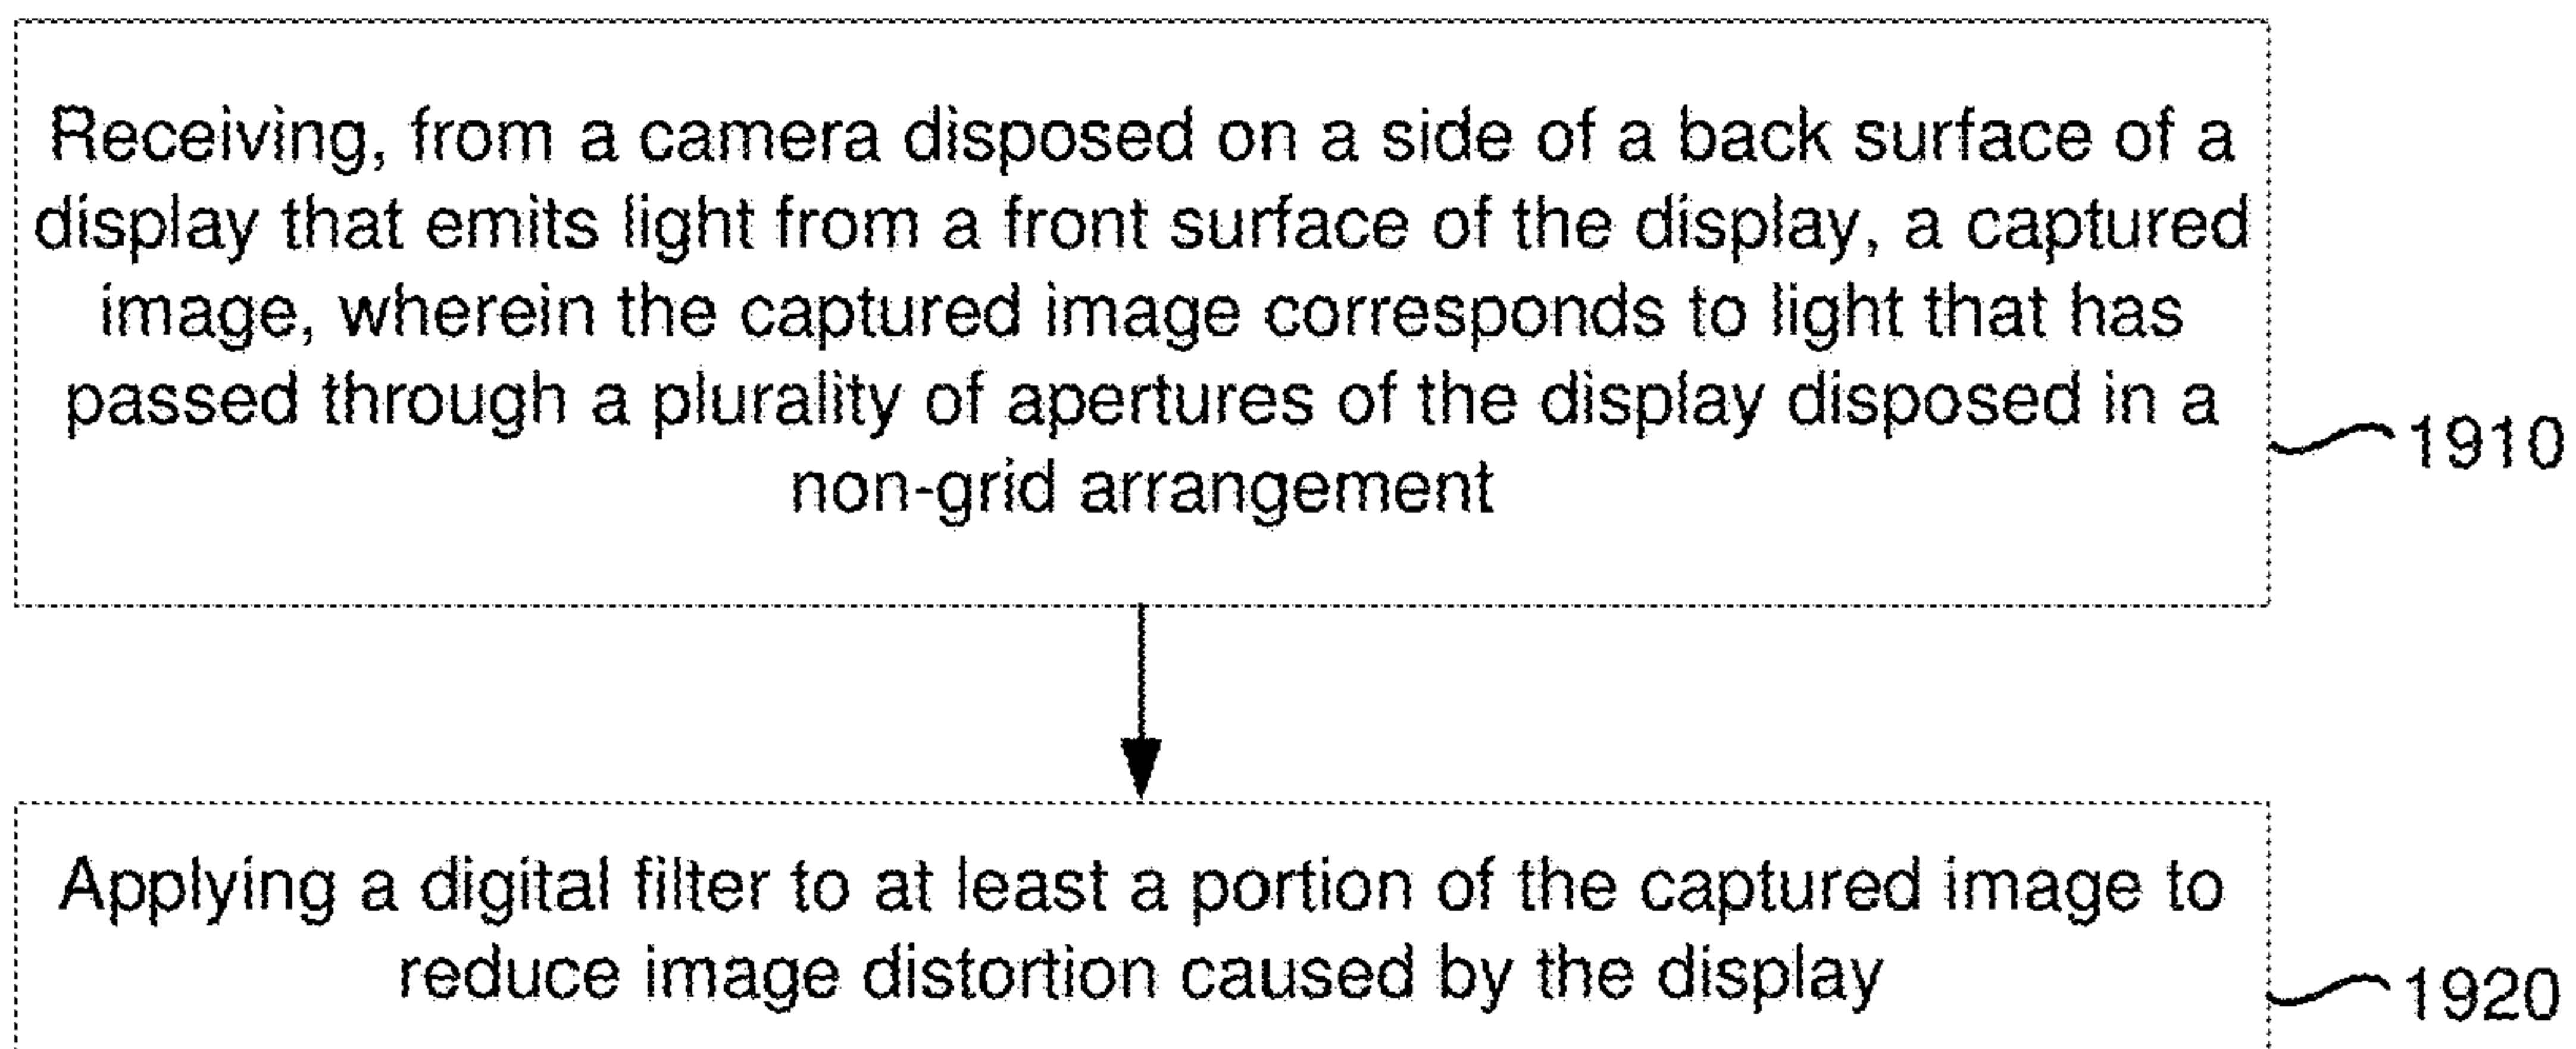 Receiving, from a camera disposed on a side of a back surface of a
display that emits light from a front surface of the display, a captured
image, wherein the captured image corresponds to light that has
passed through a plurality of apertures of the display disposed in a
non-grid arrangement
1910
Applying a digital filter to at least a portion of the captured image to
reduce image distortion caused by the display
1920